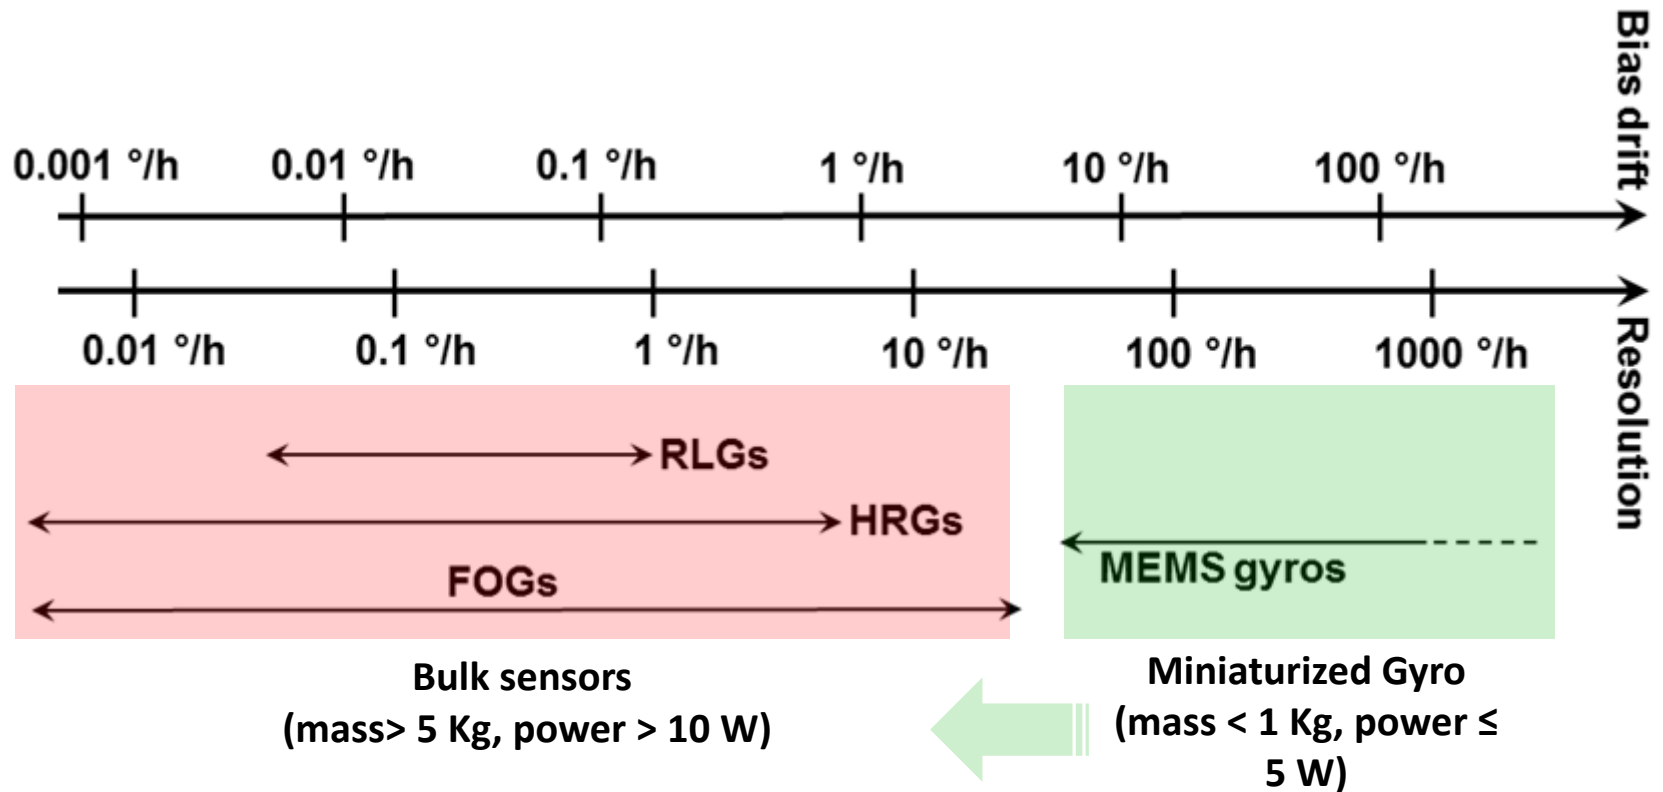 Bias drift
0.001 °/h 0.01 °/h 0.1 °/h 1 °/h 10 °/h 100 °/h
0.01 °/h 0.1 °/h 1 °/h 10 °/h 100 °/h 1000 °/h
Resolution
RLGs
HRGs
FOGs
MEMS gyros
Bulk sensors
(mass> 5 Kg, power > 10 W)
Miniaturized Gyro
(mass < 1 Kg, power ≤
5 W)